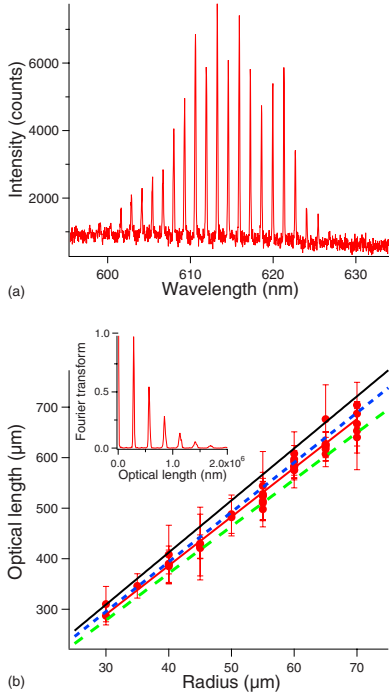 6000
4000
2000
Intensity (counts)
600
610
620
630
(a)
Wavelength (nm)
1.0
0.5
0
Fourier transform
0.0
1.0
2.0x10⁶
Optical length (nm)
700
600
500
400
300
Optical length (µm)
30
40
50
60
70
(b)
Radius (µm)